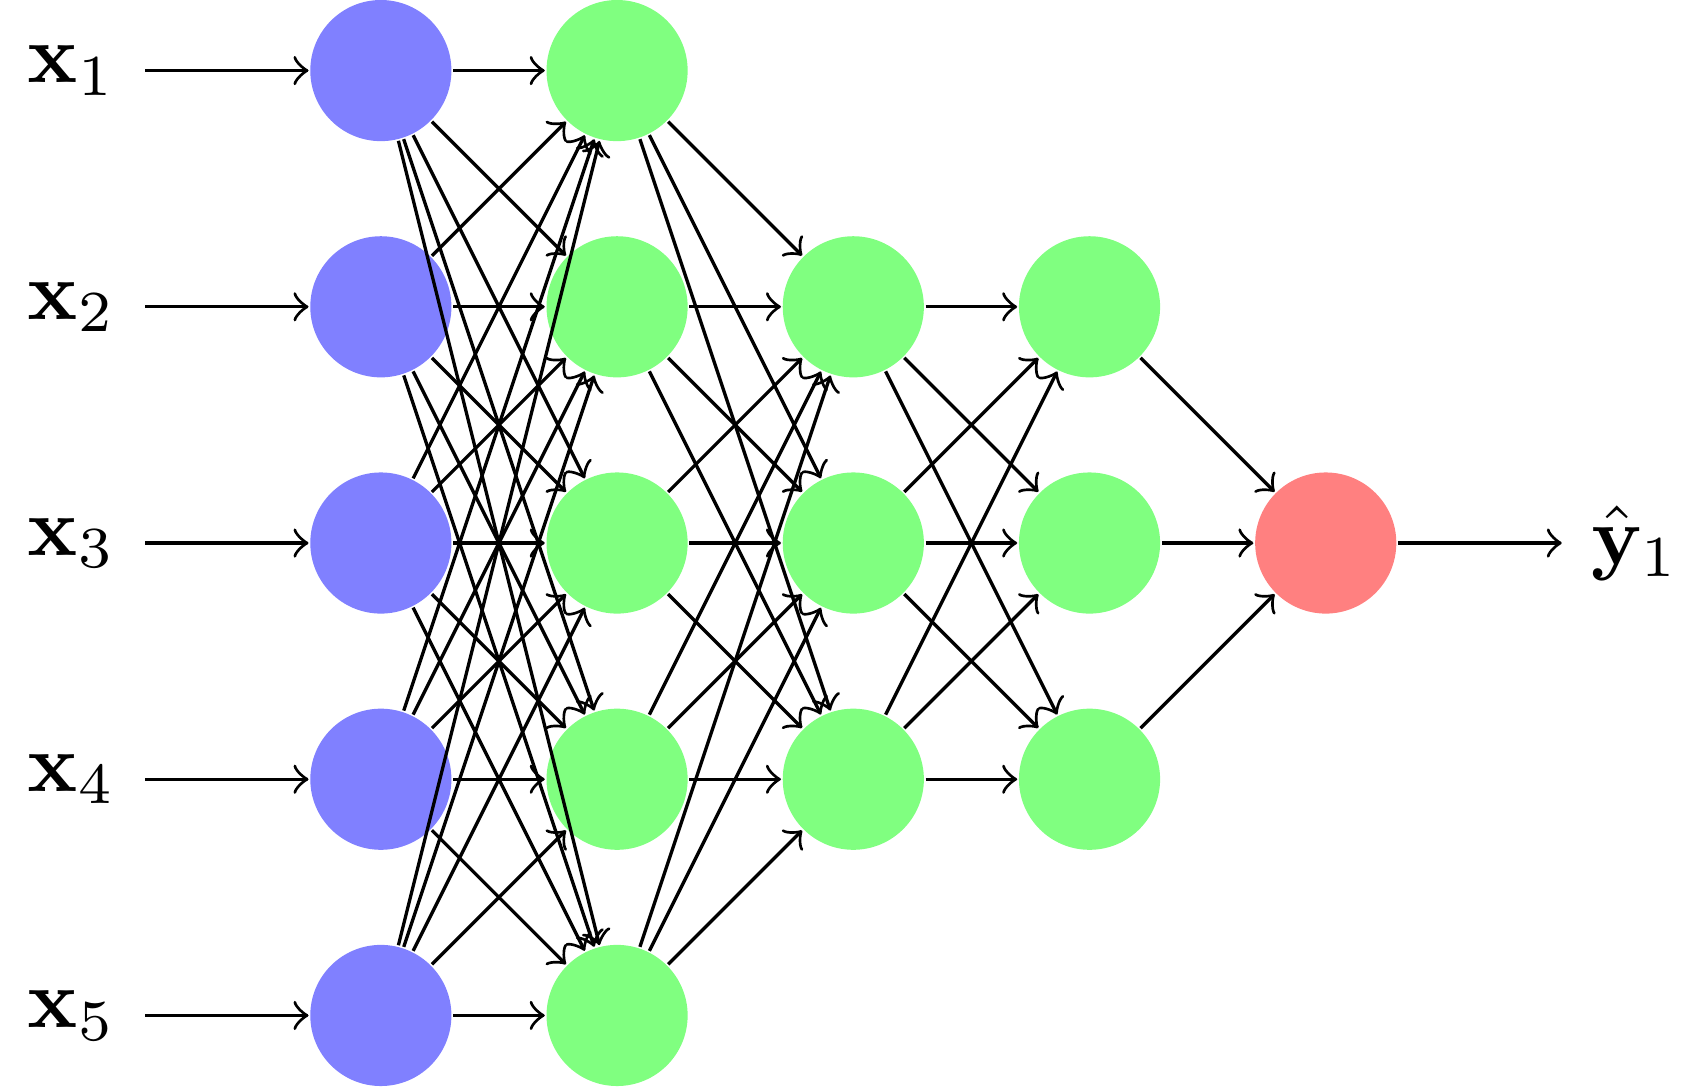 x₁
x₂
x₃
ŷ₁
x₄
x₅